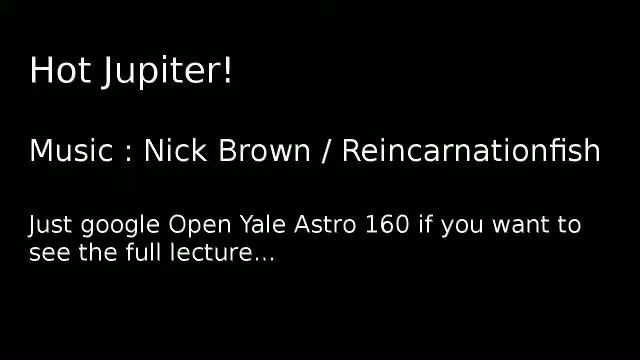 Hot Jupiter!
Music : Nick Brown / Reincarnationfish
Just google Open Yale Astro 160 if you want to
see the full lecture...